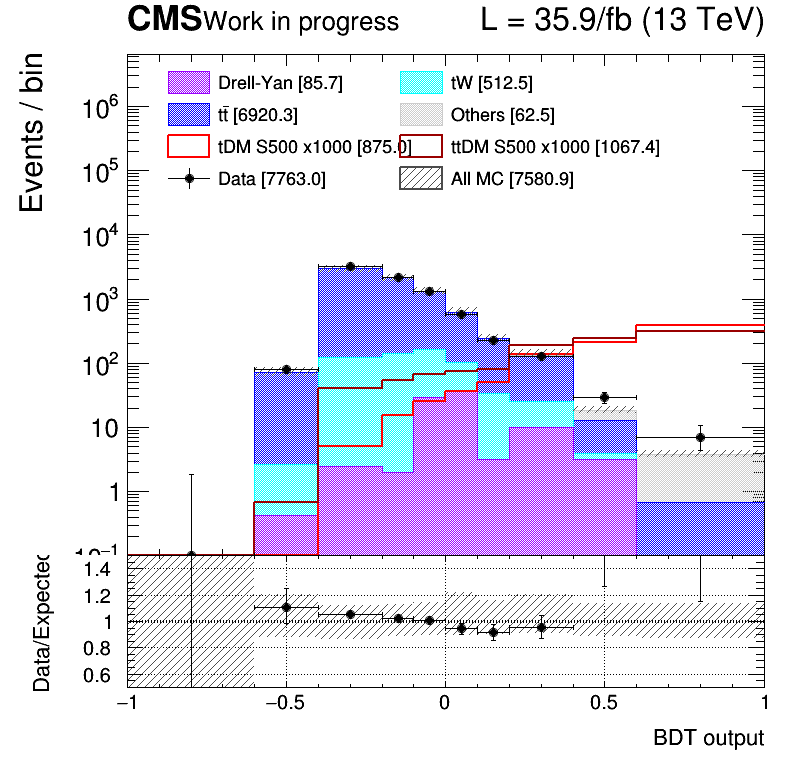 CMS Work in progress L = 35.9/fb (13 TeV)
Events / bin
Drell-Yan [85.7] tW [512.5]
tt̄ [6920.3] Others [62.5]
tDM S500 x1000 [875.0] ttDM S500 x1000 [1067.4]
Data [7763.0] All MC [7580.9]
10⁶
10⁵
10⁴
10³
10²
10
1
10⁻¹
Data/Expected
1.4
1.2
1
0.8
0.6
−1 −0.5 0 0.5 1
BDT output